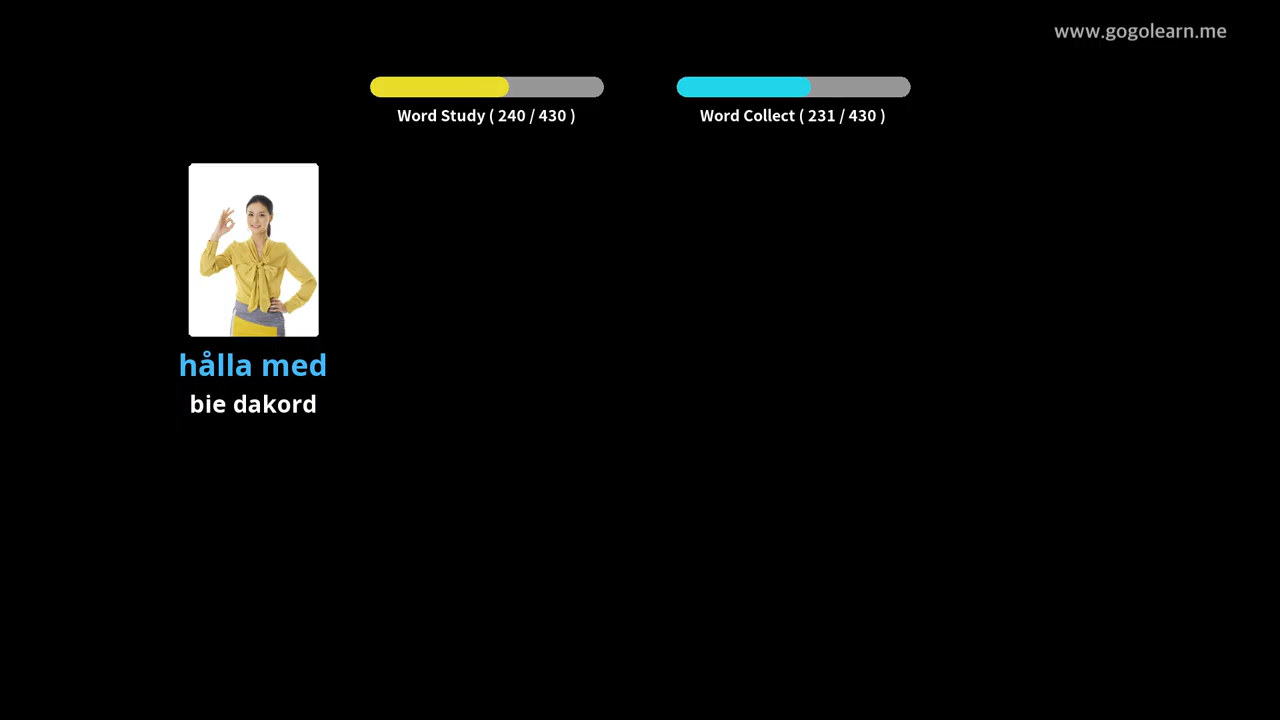 www.gogolearn.me
Word Study ( 240 / 430 )
Word Collect ( 231 / 430 )
hålla med
bie dakord